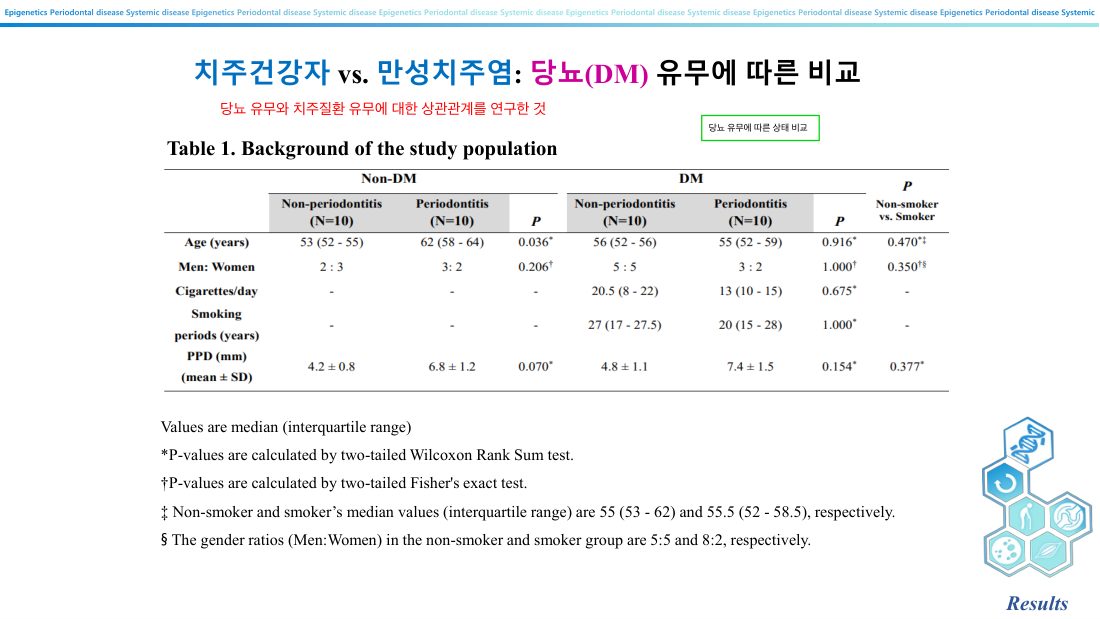 Epigenetics Periodontal disease Systemic disease Epigenetics Periodontal disease Systemic disease Epigenetics Periodontal disease Systemic disease Epigenetics Periodontal disease Systemic disease Epigenetics Periodontal disease Systemic disease Epigenetics Periodontal disease Systemic
치주건강자 vs. 만성치주염: 당뇨(DM) 유무에 따른 비교
당뇨 유무와 치주질환 유무에 대한 상관관계를 연구한 것
당뇨 유무에 따른 상태 비교
Table 1. Background of the study population
Non-DM DM P
Non-smoker vs. Smoker
Non-periodontitis (N=10) Periodontitis (N=10) P Non-periodontitis (N=10) Periodontitis (N=10) P
Age (years) 53 (52 - 55) 62 (58 - 64) 0.036* 56 (52 - 56) 55 (52 - 59) 0.916* 0.470*‡
Men: Women 2 : 3 3: 2 0.206† 5 : 5 3 : 2 1.000† 0.350†§
Cigarettes/day - - - 20.5 (8 - 22) 13 (10 - 15) 0.675* -
Smoking periods (years) - - - 27 (17 - 27.5) 20 (15 - 28) 1.000* -
PPD (mm) (mean ± SD) 4.2 ± 0.8 6.8 ± 1.2 0.070* 4.8 ± 1.1 7.4 ± 1.5 0.154* 0.377*
Values are median (interquartile range)
*P-values are calculated by two-tailed Wilcoxon Rank Sum test.
†P-values are calculated by two-tailed Fisher's exact test.
‡ Non-smoker and smoker's median values (interquartile range) are 55 (53 - 62) and 55.5 (52 - 58.5), respectively.
§ The gender ratios (Men:Women) in the non-smoker and smoker group are 5:5 and 8:2, respectively.
Results